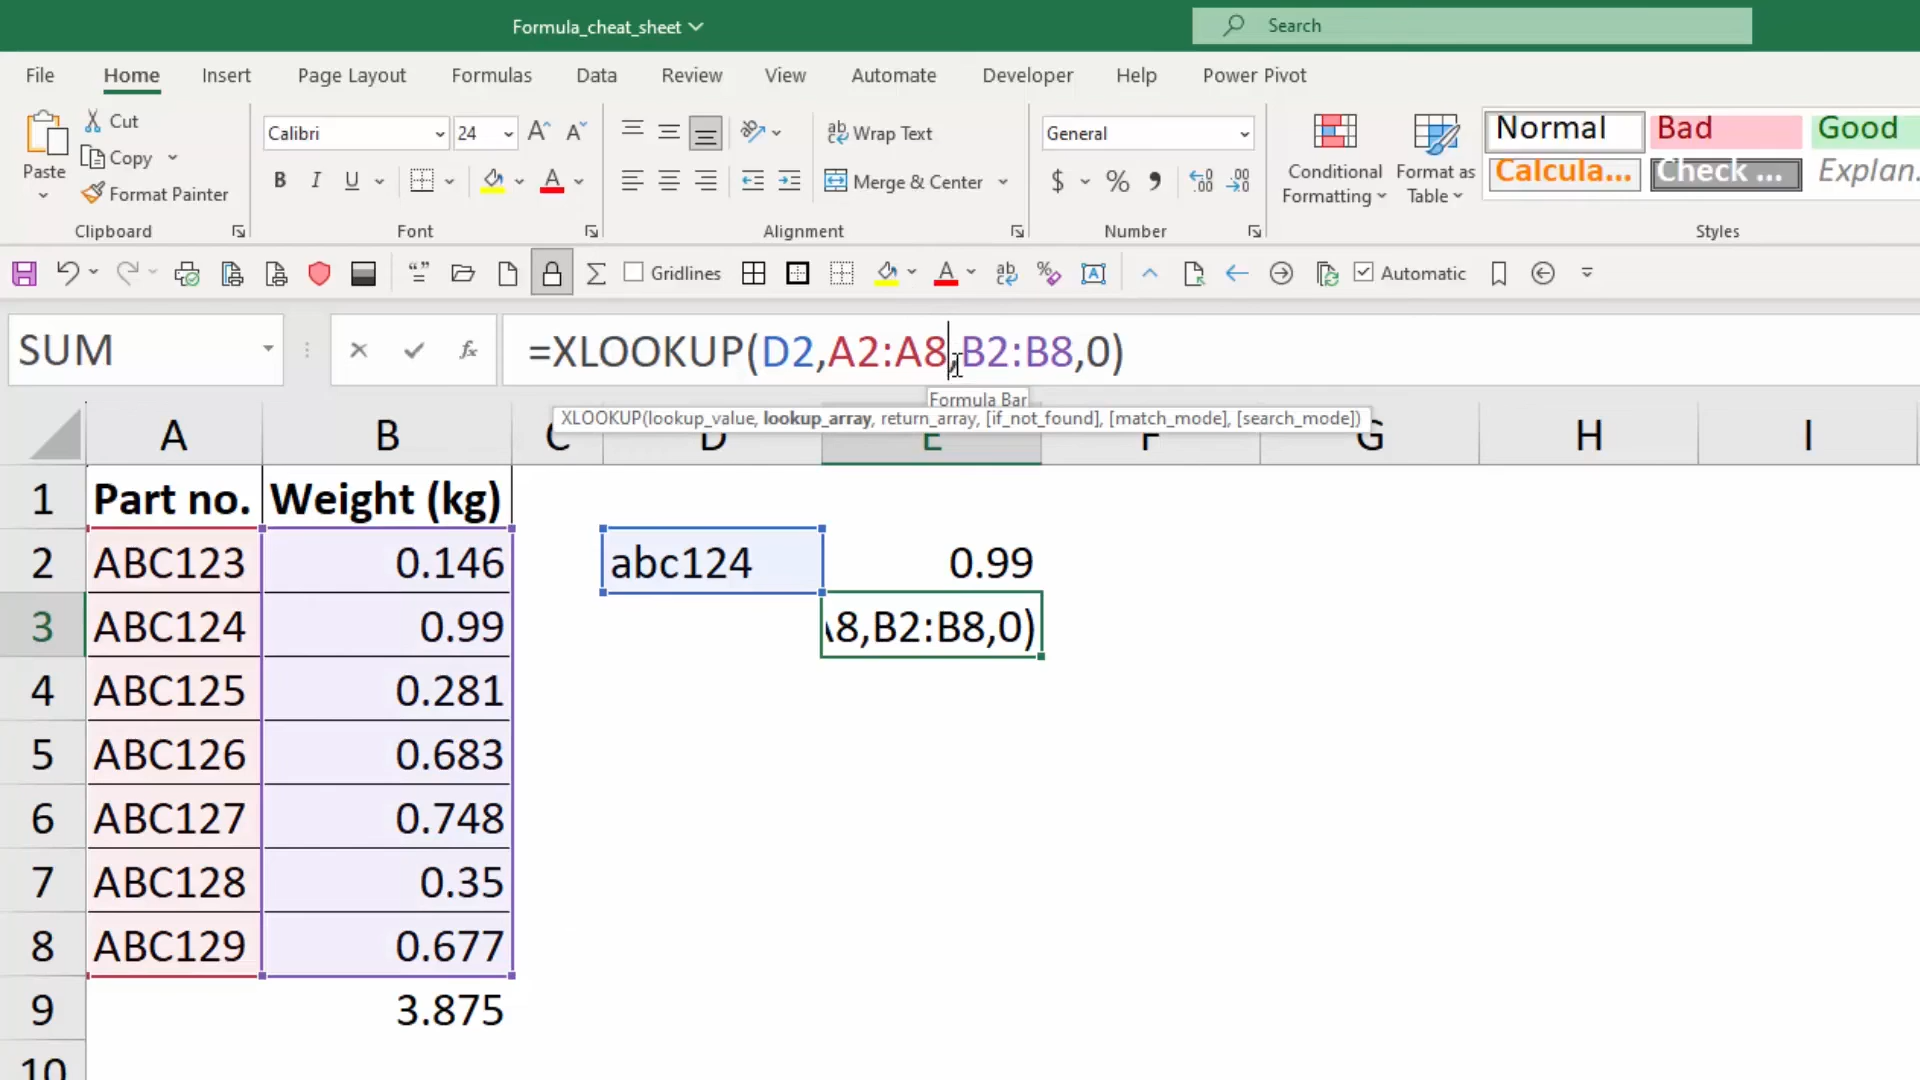 Formula_cheat_sheet
Search
File Home Insert Page Layout Formulas Data Review View Automate Developer Help Power Pivot
Paste
Cut
Copy
Format Painter
Clipboard
Calibri 24
B I U
Font
Wrap Text
Merge & Center
Alignment
General
$ % ,
Number
Conditional Formatting
Format as Table
Normal Bad Good
Calcula... Check ... Explan.
Styles
Gridlines
Automatic
SUM
fx
=XLOOKUP(D2,A2:A8,B2:B8,0)
Formula Bar
XLOOKUP(lookup_value, lookup_array, return_array, [if_not_found], [match_mode], [search_mode])
A B C D E F G H I
1 Part no. Weight (kg)
2 ABC123 0.146 abc124 0.99
3 ABC124 0.99 A8,B2:B8,0)
4 ABC125 0.281
5 ABC126 0.683
6 ABC127 0.748
7 ABC128 0.35
8 ABC129 0.677
9 3.875
10